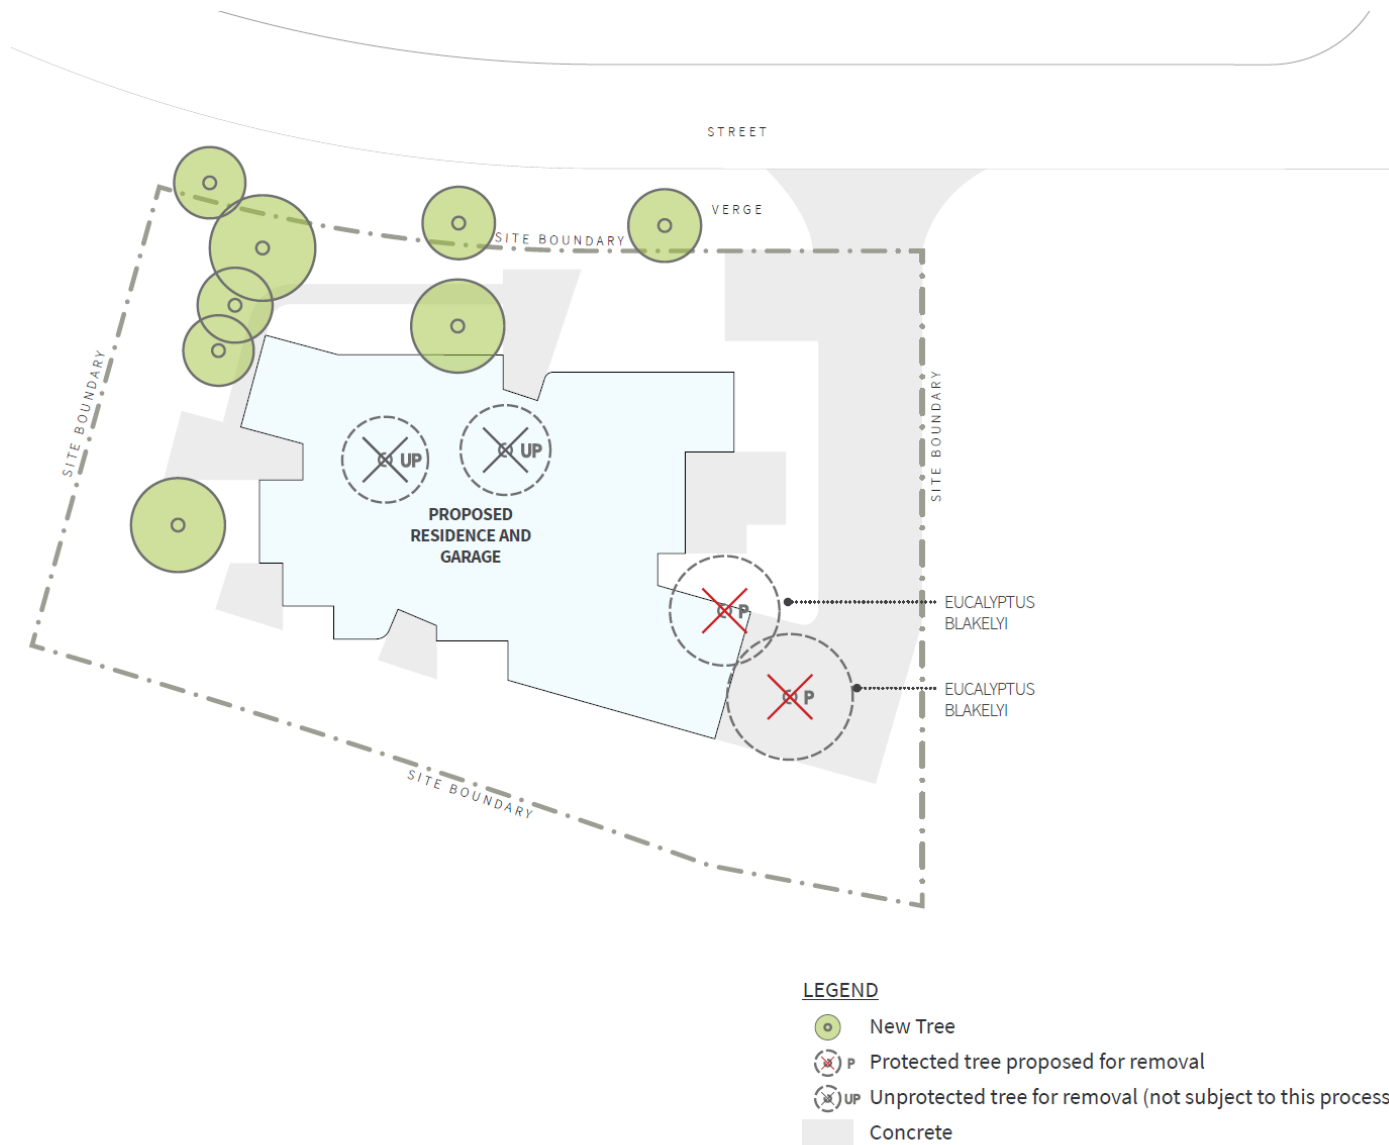 STREET
VERGE
SITE BOUNDARY
SITE BOUNDARY
SITE BOUNDARY
UP
UP
PROPOSED
RESIDENCE AND
GARAGE
P
EUCALYPTUS
BLAKELYI
P
EUCALYPTUS
BLAKELYI
SITE BOUNDARY
LEGEND
New Tree
P Protected tree proposed for removal
UP Unprotected tree for removal (not subject to this process
Concrete